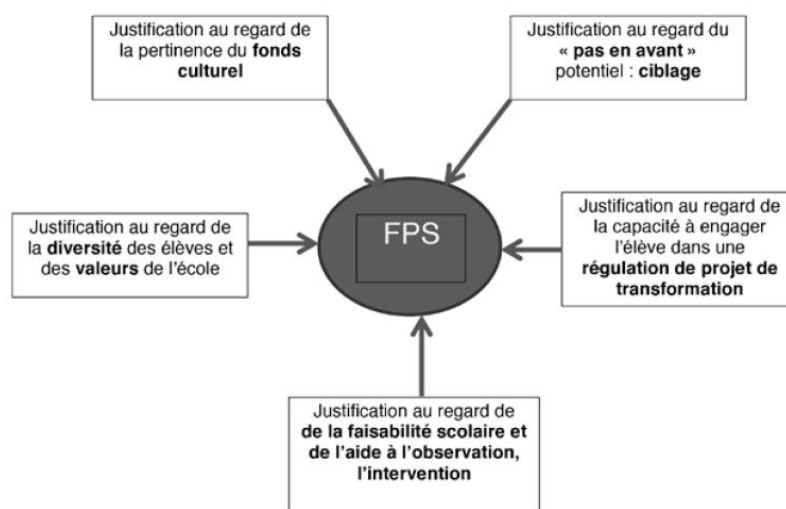 Justification au regard de
la pertinence du fonds
culturel
Justification au regard du
« pas en avant »
potentiel : ciblage
Justification au regard de
la diversité des élèves et
des valeurs de l'école
FPS
Justification au regard de
la capacité à engager
l'élève dans une
régulation de projet de
transformation
Justification au regard de
de la faisabilité scolaire et
de l'aide à l'observation,
l'intervention